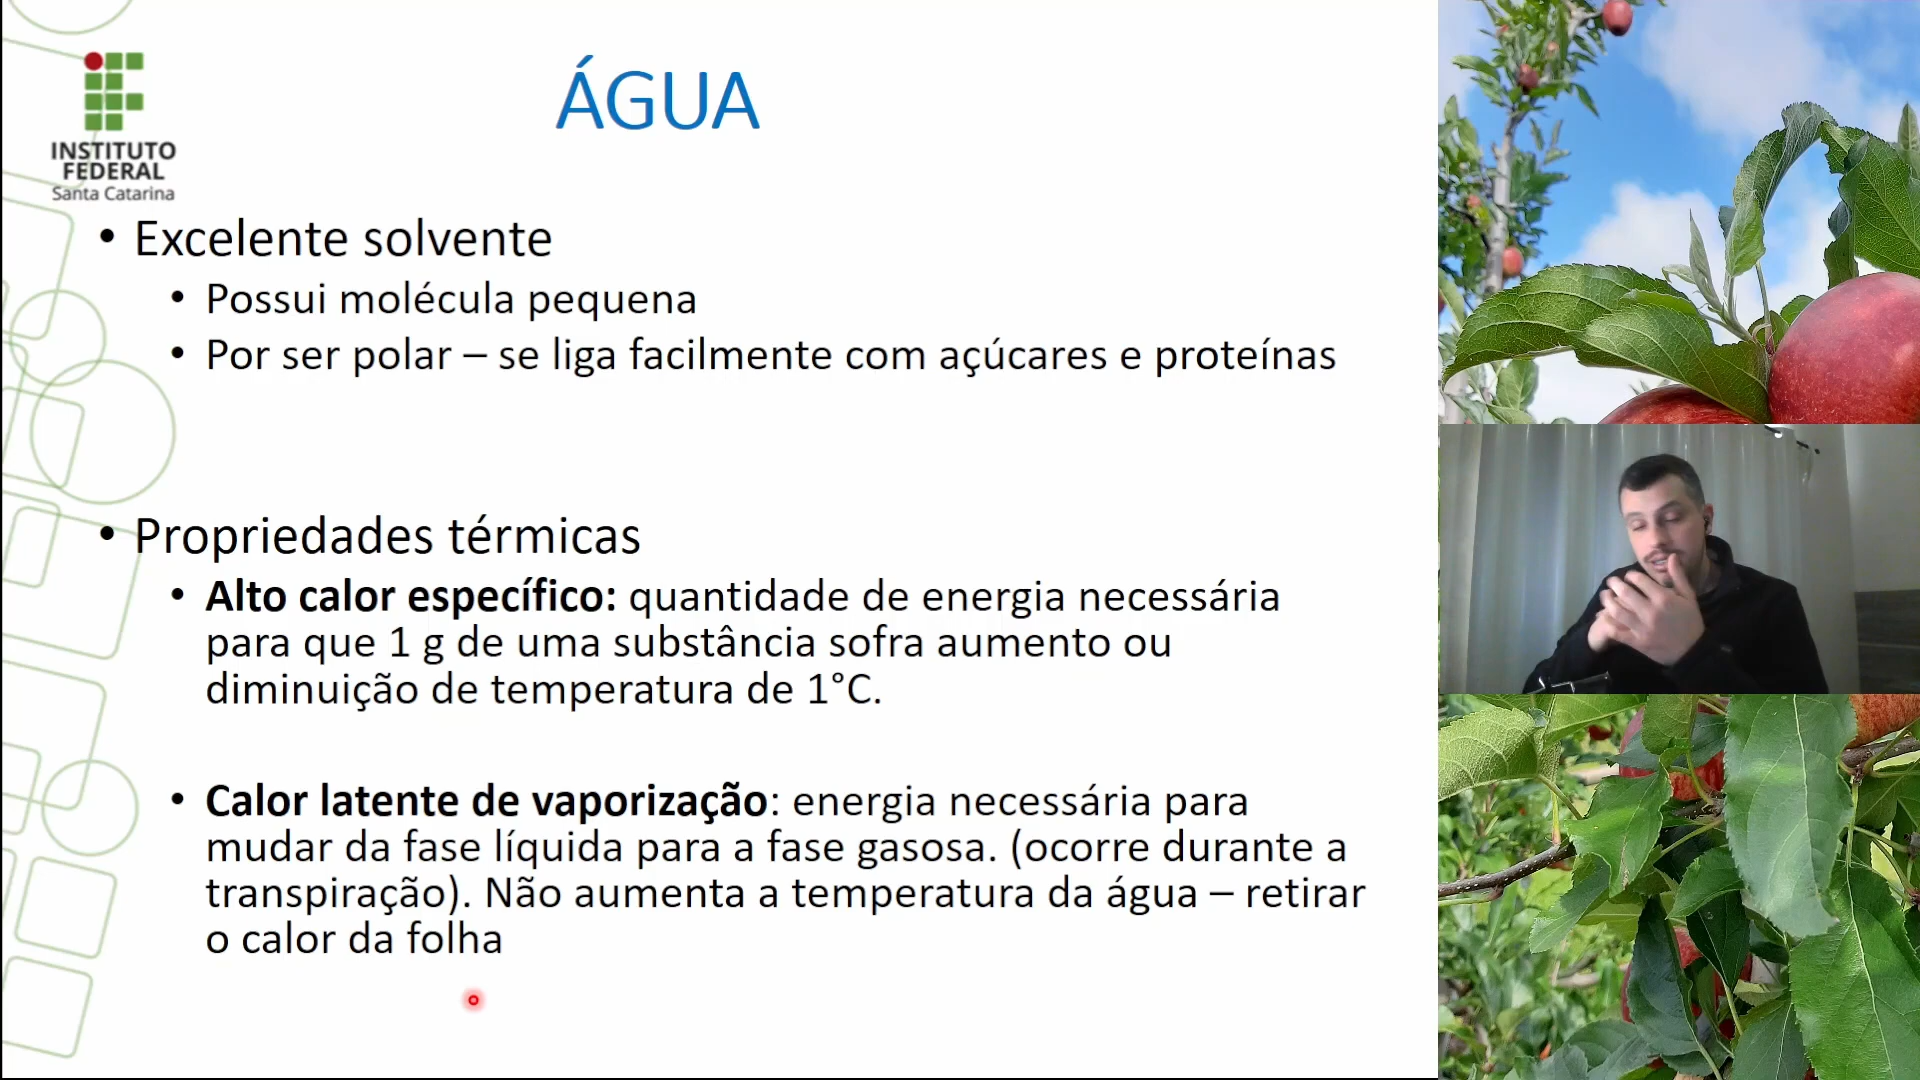 INSTITUTO
FEDERAL
Santa Catarina
ÁGUA
• Excelente solvente
• Possui molécula pequena
• Por ser polar – se liga facilmente com açúcares e proteínas
• Propriedades térmicas
• Alto calor específico: quantidade de energia necessária
para que 1 g de uma substância sofra aumento ou
diminuição de temperatura de 1°C.
• Calor latente de vaporização: energia necessária para
mudar da fase líquida para a fase gasosa. (ocorre durante a
transpiração). Não aumenta a temperatura da água – retirar
o calor da folha